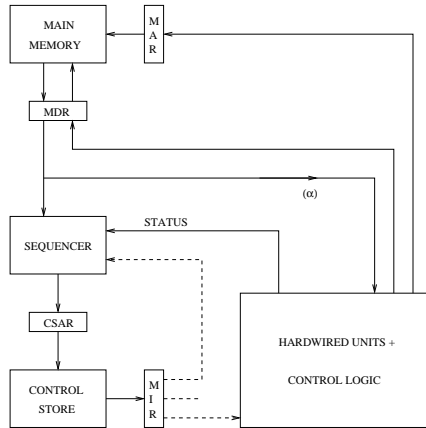 MAIN
MEMORY
M
A
R
MDR
(α)
STATUS
SEQUENCER
CSAR
HARDWIRED UNITS +
CONTROL LOGIC
CONTROL
STORE
M
I
R